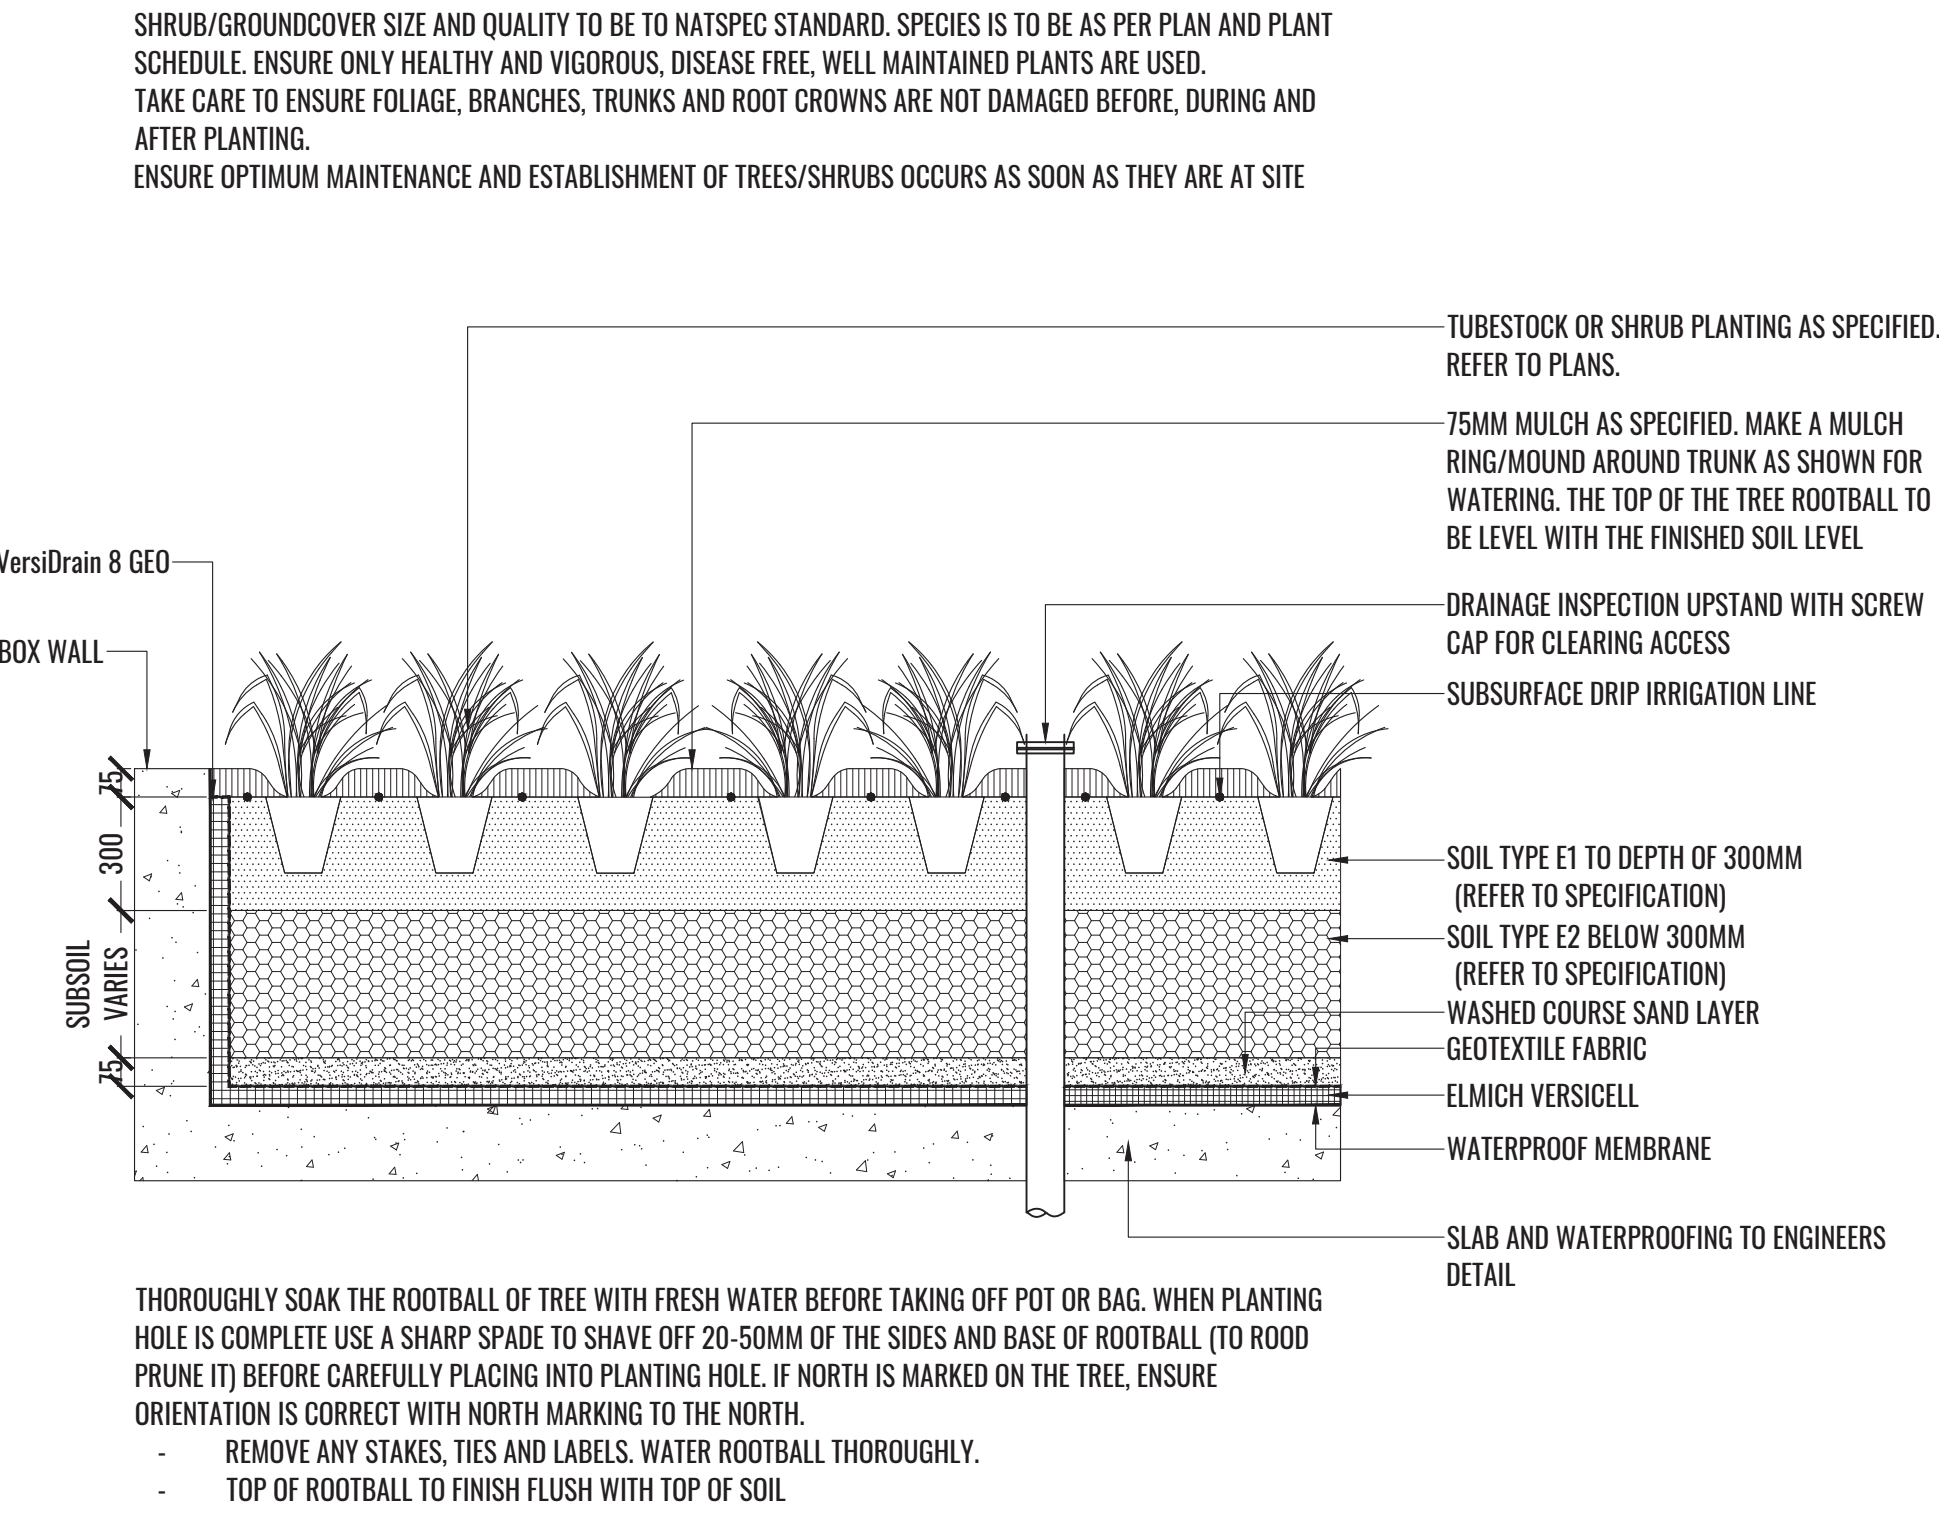 SHRUB/GROUNDCOVER SIZE AND QUALITY TO BE TO NATSPEC STANDARD. SPECIES IS TO BE AS PER PLAN AND PLANT
SCHEDULE. ENSURE ONLY HEALTHY AND VIGOROUS, DISEASE FREE, WELL MAINTAINED PLANTS ARE USED.
TAKE CARE TO ENSURE FOLIAGE, BRANCHES, TRUNKS AND ROOT CROWNS ARE NOT DAMAGED BEFORE, DURING AND
AFTER PLANTING.
ENSURE OPTIMUM MAINTENANCE AND ESTABLISHMENT OF TREES/SHRUBS OCCURS AS SOON AS THEY ARE AT SITE
TUBESTOCK OR SHRUB PLANTING AS SPECIFIED.
REFER TO PLANS.
75MM MULCH AS SPECIFIED. MAKE A MULCH
RING/MOUND AROUND TRUNK AS SHOWN FOR
WATERING. THE TOP OF THE TREE ROOTBALL TO
BE LEVEL WITH THE FINISHED SOIL LEVEL
VersiDrain 8 GEO
DRAINAGE INSPECTION UPSTAND WITH SCREW
CAP FOR CLEARING ACCESS
BOX WALL
SUBSURFACE DRIP IRRIGATION LINE
75
300
SUBSOIL
VARIES
75
SOIL TYPE E1 TO DEPTH OF 300MM
(REFER TO SPECIFICATION)
SOIL TYPE E2 BELOW 300MM
(REFER TO SPECIFICATION)
WASHED COURSE SAND LAYER
GEOTEXTILE FABRIC
ELMICH VERSICELL
WATERPROOF MEMBRANE
SLAB AND WATERPROOFING TO ENGINEERS
DETAIL
THOROUGHLY SOAK THE ROOTBALL OF TREE WITH FRESH WATER BEFORE TAKING OFF POT OR BAG. WHEN PLANTING
HOLE IS COMPLETE USE A SHARP SPADE TO SHAVE OFF 20-50MM OF THE SIDES AND BASE OF ROOTBALL (TO ROOD
PRUNE IT) BEFORE CAREFULLY PLACING INTO PLANTING HOLE. IF NORTH IS MARKED ON THE TREE, ENSURE
ORIENTATION IS CORRECT WITH NORTH MARKING TO THE NORTH.
- REMOVE ANY STAKES, TIES AND LABELS. WATER ROOTBALL THOROUGHLY.
- TOP OF ROOTBALL TO FINISH FLUSH WITH TOP OF SOIL